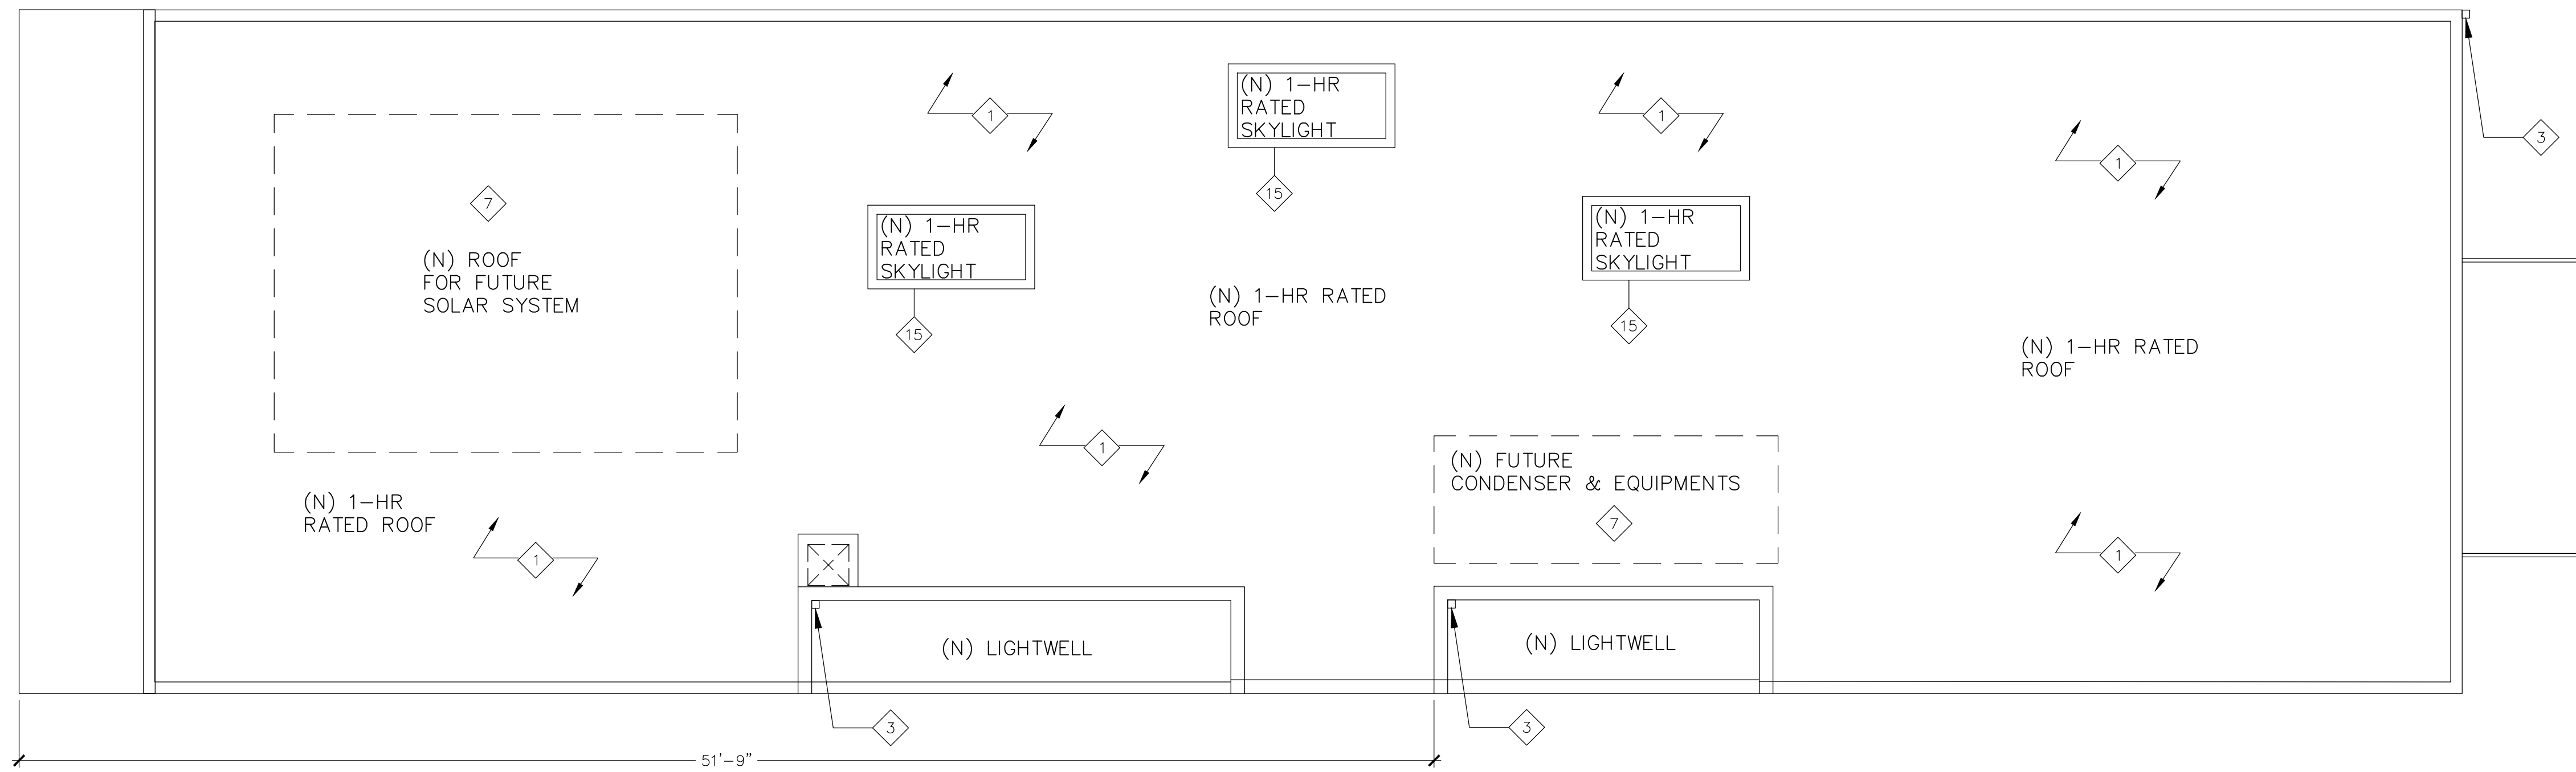 1
(N) 1-HR
RATED
SKYLIGHT
15
1
1
3
7
(N) ROOF
FOR FUTURE
SOLAR SYSTEM
(N) 1-HR
RATED
SKYLIGHT
15
(N) 1-HR
RATED
SKYLIGHT
15
(N) 1-HR RATED
ROOF
(N) 1-HR RATED
ROOF
1
(N) FUTURE
CONDENSER & EQUIPMENTS
7
(N) 1-HR
RATED ROOF
1
1
(N) LIGHTWELL
(N) LIGHTWELL
3
3
51'-9"